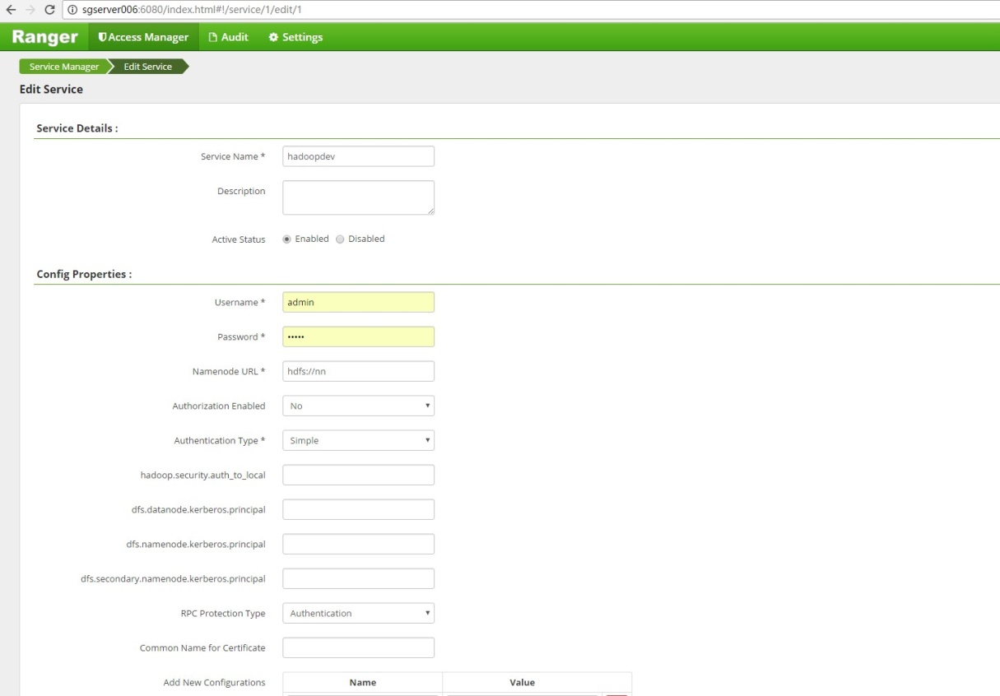 sgserver006:6080/index.html#!/service/1/edit/1
Ranger Access Manager Audit Settings
Service Manager Edit Service
Edit Service
Service Details :
Service Name * hadoopdev
Description
Active Status Enabled Disabled
Config Properties :
Username * admin
Password * •••••
Namenode URL * hdfs://nn
Authorization Enabled No
Authentication Type * Simple
hadoop.security.auth_to_local
dfs.datanode.kerberos.principal
dfs.namenode.kerberos.principal
dfs.secondary.namenode.kerberos.principal
RPC Protection Type Authentication
Common Name for Certificate
Add New Configurations Name Value